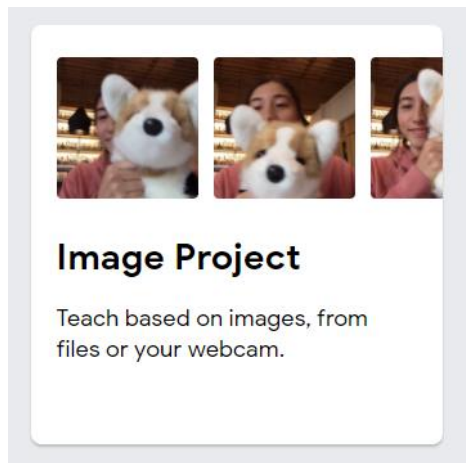 Image Project
Teach based on images, from
files or your webcam.